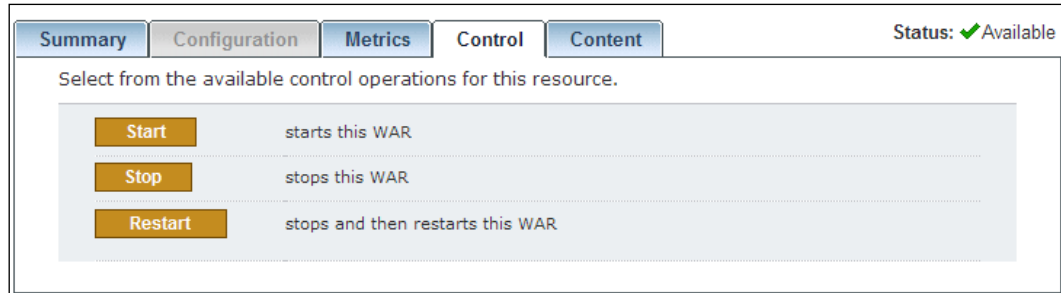 Summary Configuration Metrics Control Content Status: Available
Select from the available control operations for this resource.
Start starts this WAR
Stop stops this WAR
Restart stops and then restarts this WAR